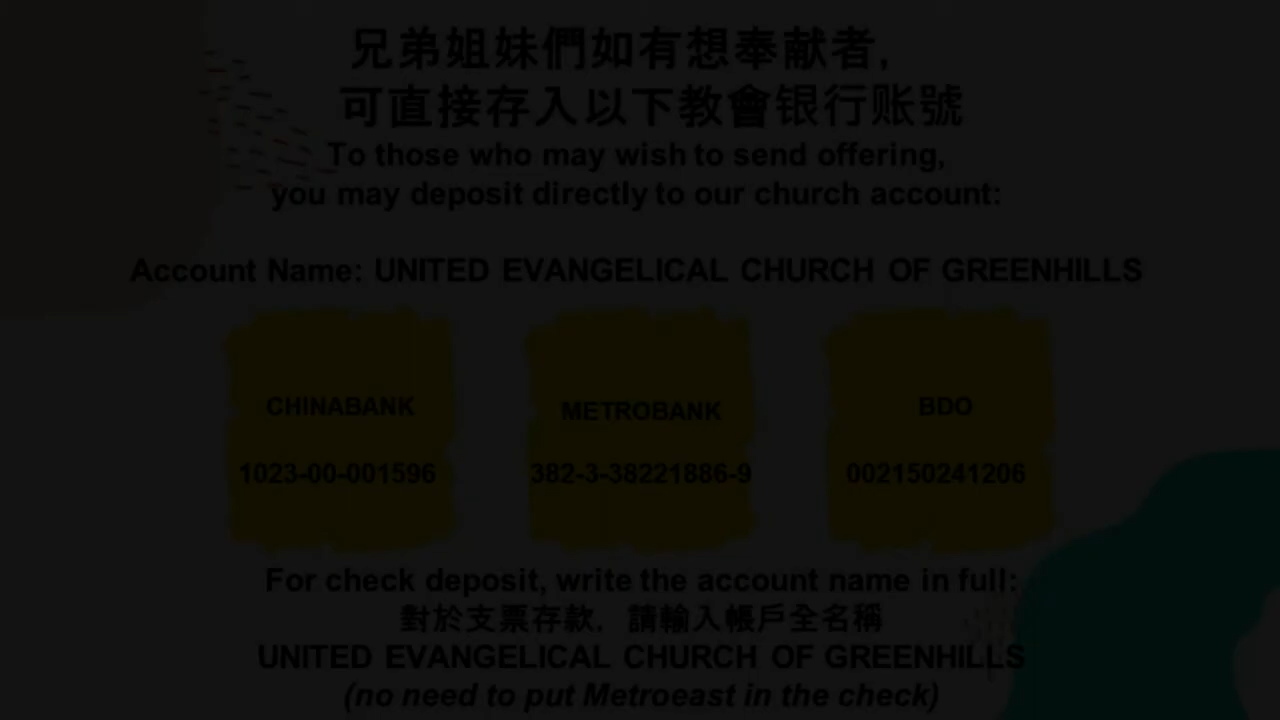 兄弟姐妹們如有想奉献者，
可直接存入以下教會银行账號
To those who may wish to send offering,
you may deposit directly to our church account:
Account Name: UNITED EVANGELICAL CHURCH OF GREENHILLS
CHINABANK
1023-00-001596
METROBANK
382-3-38221886-9
BDO
002150241206
For check deposit, write the account name in full:
對於支票存款，請輸入帳戶全名稱
UNITED EVANGELICAL CHURCH OF GREENHILLS
(no need to put Metroeast in the check)